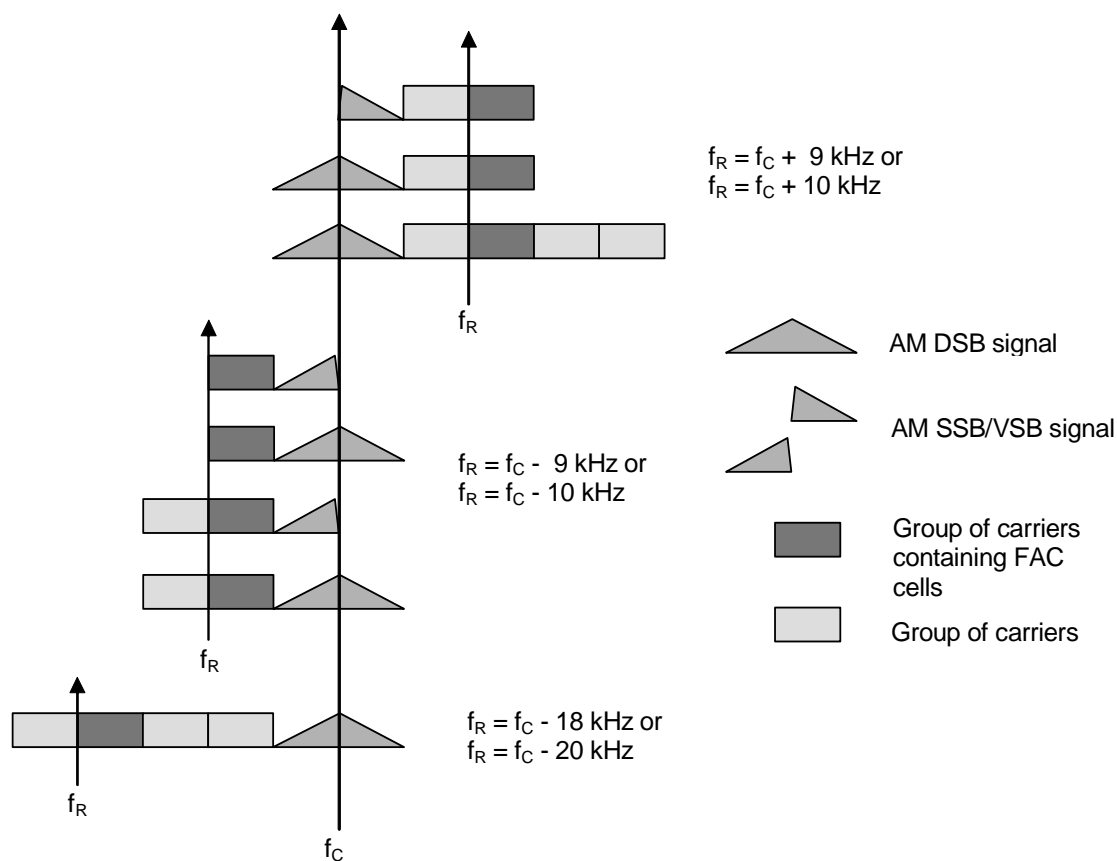 f_R = f_C + 9 kHz or
f_R = f_C + 10 kHz
f_R
AM DSB signal
AM SSB/VSB signal
f_R = f_C - 9 kHz or
f_R = f_C - 10 kHz
Group of carriers
containing FAC
cells
Group of carriers
f_R
f_R = f_C - 18 kHz or
f_R = f_C - 20 kHz
f_R
f_C